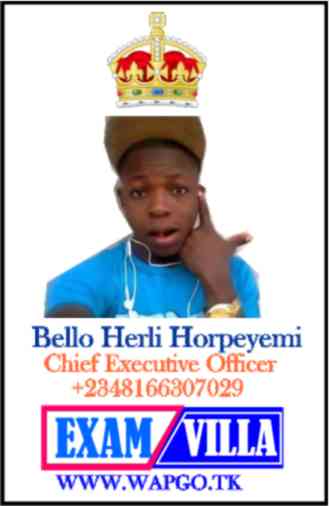 Bello Herli Horpeyemi
Chief Executive Officer
+2348166307029
EXAM VILLA
WWW.WAPGO.TK